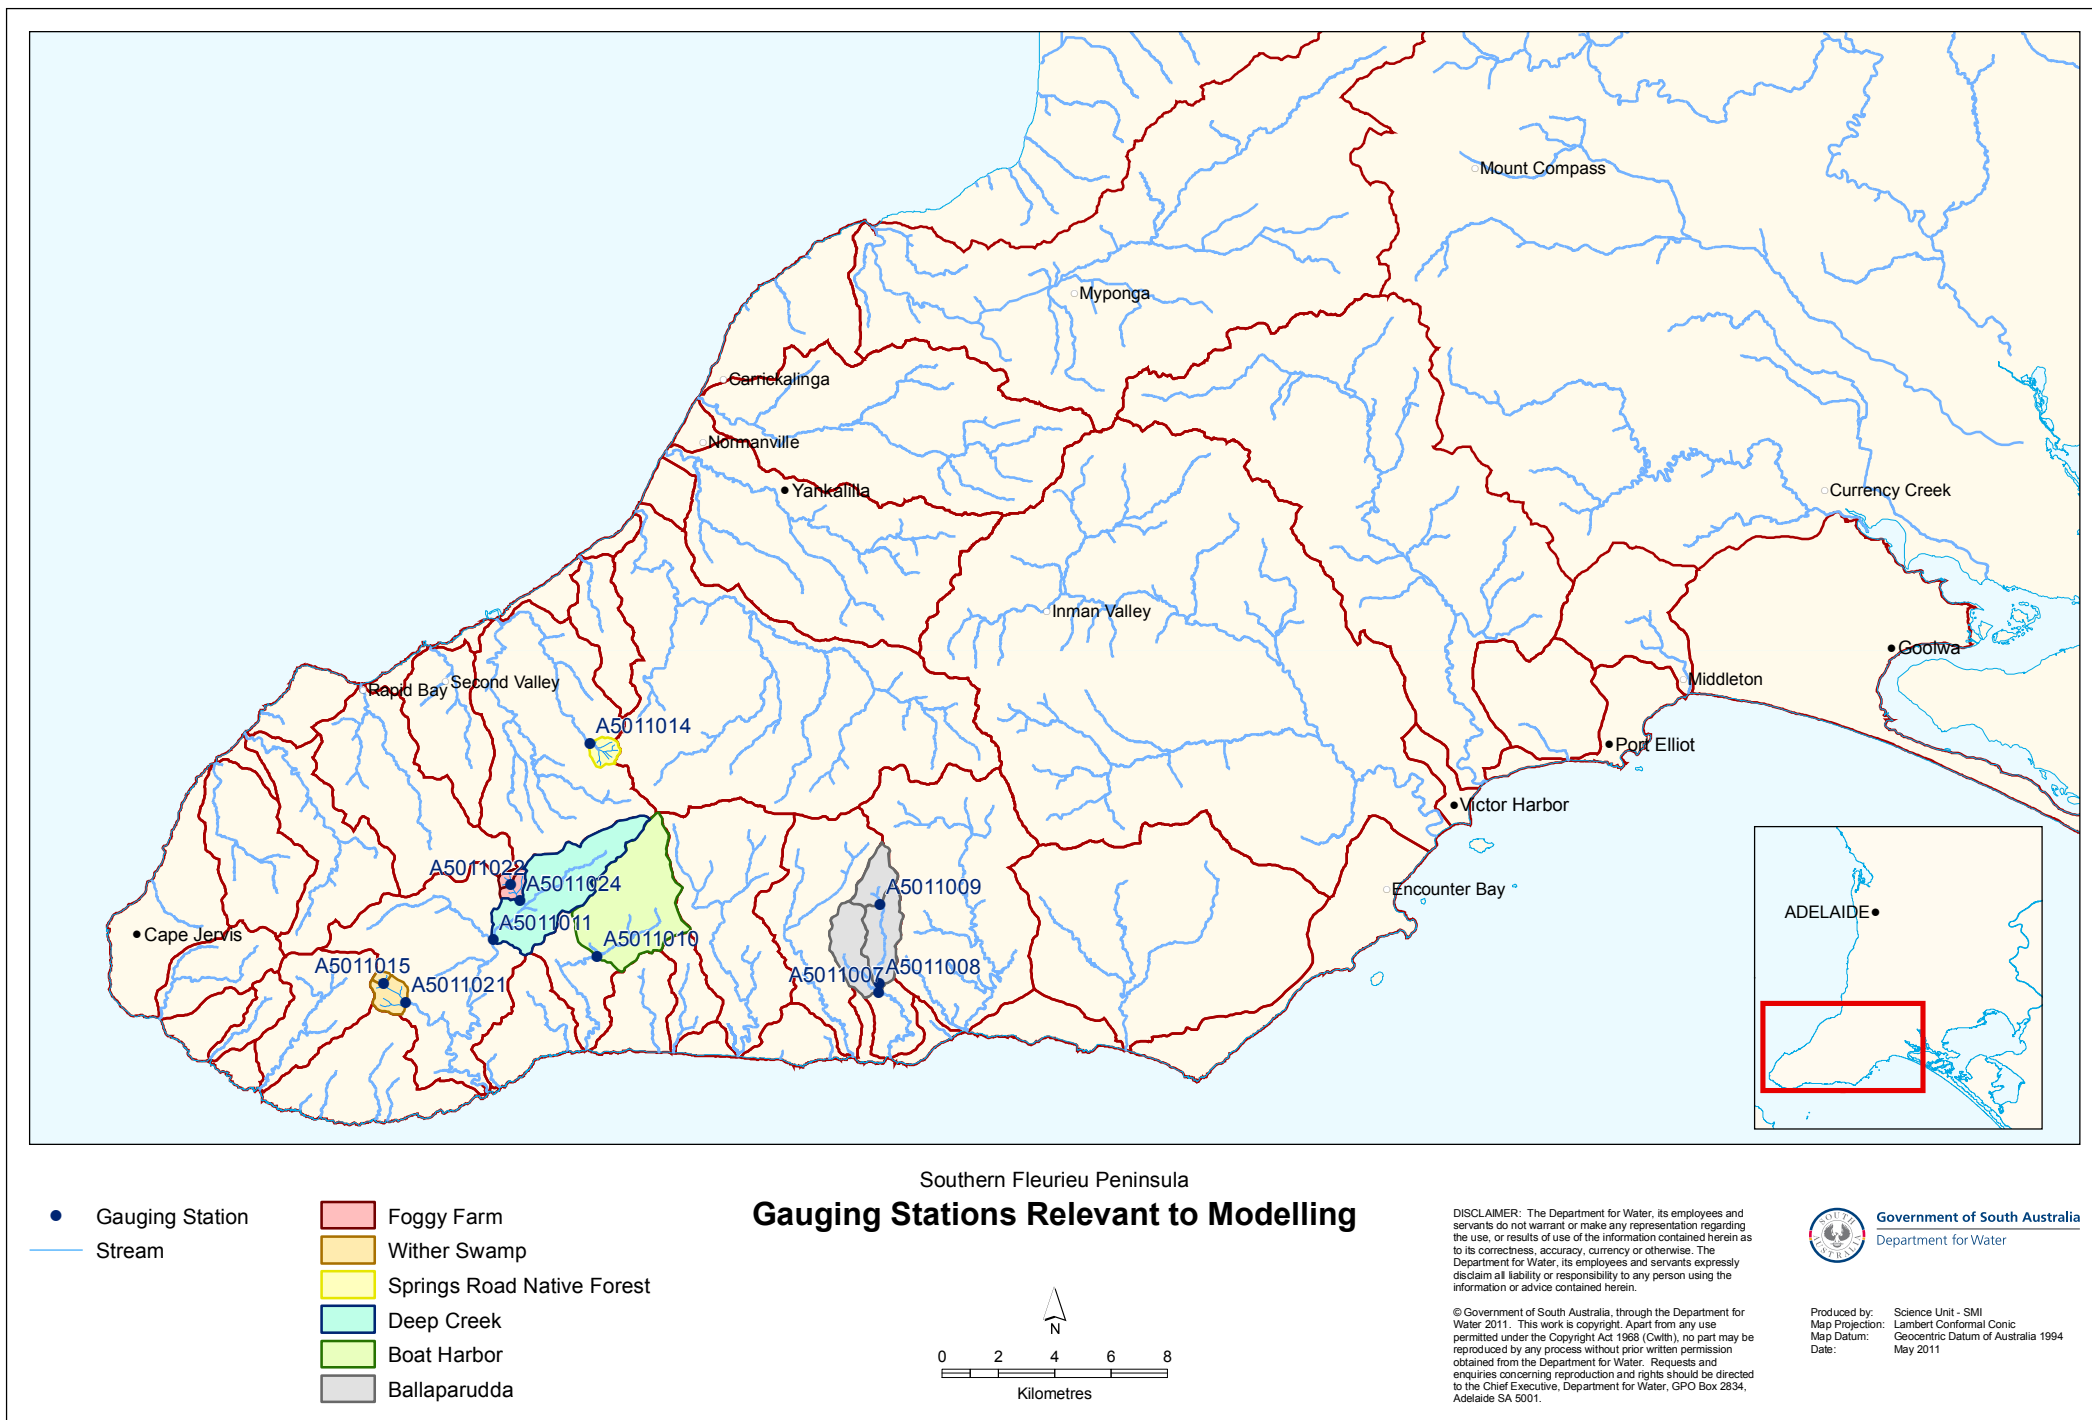 Mount Compass
Myponga
Carrickalinga
Normanville
Yankalilla
Currency Creek
Inman Valley
Goolwa
Rapid Bay
Second Valley
Middleton
A5011014
Port Elliot
Victor Harbor
A5011022
A5011024
A5011009
Encounter Bay
ADELAIDE
Cape Jervis
A5011011
A5011010
A5011015
A5011021
A5011007
A5011008
Southern Fleurieu Peninsula
Gauging Stations Relevant to Modelling
Gauging Station
Stream
Foggy Farm
Wither Swamp
Springs Road Native Forest
Deep Creek
Boat Harbor
Ballaparudda
N
0 2 4 6 8
Kilometres
DISCLAIMER: The Department for Water, its employees and
servants do not warrant or make any representation regarding
the use, or results of use of the information contained herein as
to its correctness, accuracy, currency or otherwise. The
Department for Water, its employees and servants expressly
disclaim all liability or responsibility to any person using the
information or advice contained herein.
© Government of South Australia, through the Department for
Water 2011. This work is copyright. Apart from any use
permitted under the Copyright Act 1968 (Cwlth), no part may be
reproduced by any process without prior written permission
obtained from the Department for Water. Requests and
enquiries concerning reproduction and rights should be directed
to the Chief Executive, Department for Water, GPO Box 2834,
Adelaide SA 5001.
SOUTH
AUSTRALIA
Government of South Australia
Department for Water
Produced by: Science Unit - SMI
Map Projection: Lambert Conformal Conic
Map Datum: Geocentric Datum of Australia 1994
Date: May 2011